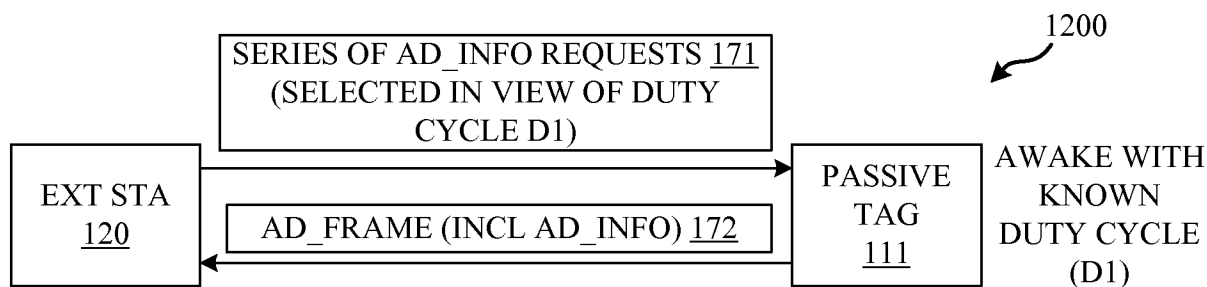 1200
SERIES OF AD_INFO REQUESTS 171
(SELECTED IN VIEW OF DUTY
CYCLE D1)
EXT STA
120
AD_FRAME (INCL AD_INFO) 172
PASSIVE
TAG
111
AWAKE WITH
KNOWN
DUTY CYCLE
(D1)